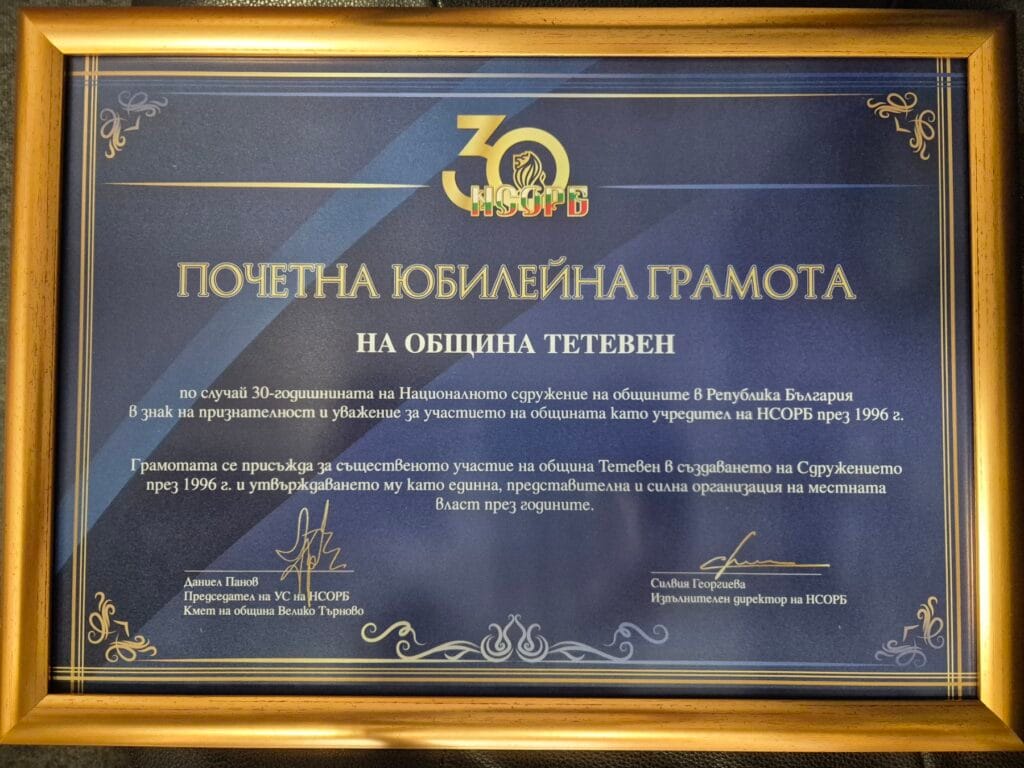 30
НСОРБ
ПОЧЕТНА ЮБИЛЕЙНА ГРАМОТА
НА ОБЩИНА ТЕТЕВЕН
по случай 30-годишнината на Националното сдружение на общините в Република България
в знак на признателност и уважение за участието на общината като учредител на НСОРБ през 1996 г.
Грамотата се присъжда за същественото участие на община Тетевен в създаването на Сдружението
през 1996 г. и утвърждаването му като единна, представителна и силна организация на местната
власт през годините.
Даниел Панов
Председател на УС на НСОРБ
Кмет на община Велико Търново
Силвия Георгиева
Изпълнителен директор на НСОРБ